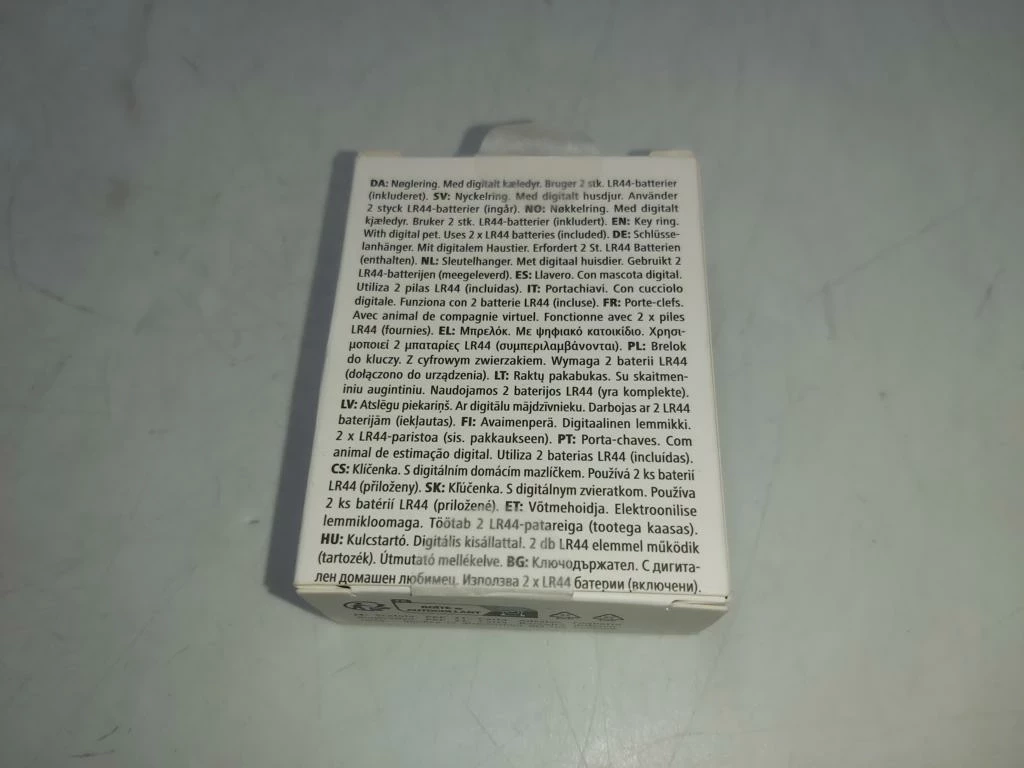 DA: Nøglering. Med digitalt kæledyr. Bruger 2 stk. LR44-batterier
(inkluderet). SV: Nyckelring. Med digitalt husdjur. Använder
2 styck LR44-batterier (ingår). NO: Nøkkelring. Med digitalt
kjæledyr. Bruker 2 stk. LR44-batterier (inkludert). EN: Key ring.
With digital pet. Uses 2 x LR44 batteries (included). DE: Schlüsse-
lanhänger. Mit digitalem Haustier. Erfordert 2 St. LR44 Batterien
(enthalten). NL: Sleutelhanger. Met digitaal huisdier. Gebruikt 2
LR44-batterijen (meegeleverd). ES: Llavero. Con mascota digital.
Utiliza 2 pilas LR44 (incluidas). IT: Portachiavi. Con cucciolo
digitale. Funziona con 2 batterie LR44 (incluse). FR: Porte-clefs.
Avec animal de compagnie virtuel. Fonctionne avec 2 x piles
LR44 (fournies). EL: Μπρελόκ. Με ψηφιακό κατοικίδιο. Χρησι-
μοποιεί 2 μπαταρίες LR44 (συμπεριλαμβάνονται). PL: Brelok
do kluczy. Z cyfrowym zwierzakiem. Wymaga 2 baterii LR44
(dołączono do urządzenia). LT: Raktų pakabukas. Su skaitmen-
iniu augintiniu. Naudojamos 2 baterijos LR44 (yra komplekte).
LV: Atslēgu piekariņš. Ar digitālu mājdzīvnieku. Darbojas ar 2 LR44
baterijām (iekļautas). FI: Avaimenperä. Digitaalinen lemmikki.
2 x LR44-paristoa (sis. pakkaukseen). PT: Porta-chaves. Com
animal de estimação digital. Utiliza 2 baterias LR44 (incluídas).
CS: Klíčenka. S digitálním domácím mazlíčkem. Používá 2 ks baterií
LR44 (přiloženy). SK: Kľúčenka. S digitálnym zvieratkom. Používa
2 ks batérií LR44 (priložené). ET: Võtmehoidja. Elektroonilise
lemmikloomaga. Töötab 2 LR44-patareiga (tootega kaasas).
HU: Kulcstartó. Digitális kisállattal. 2 db LR44 elemmel működik
(tartozék). Útmutató mellékelve. BG: Ключодържател. С дигита-
лен домашен любимец. Използва 2 x LR44 батерии (включени).